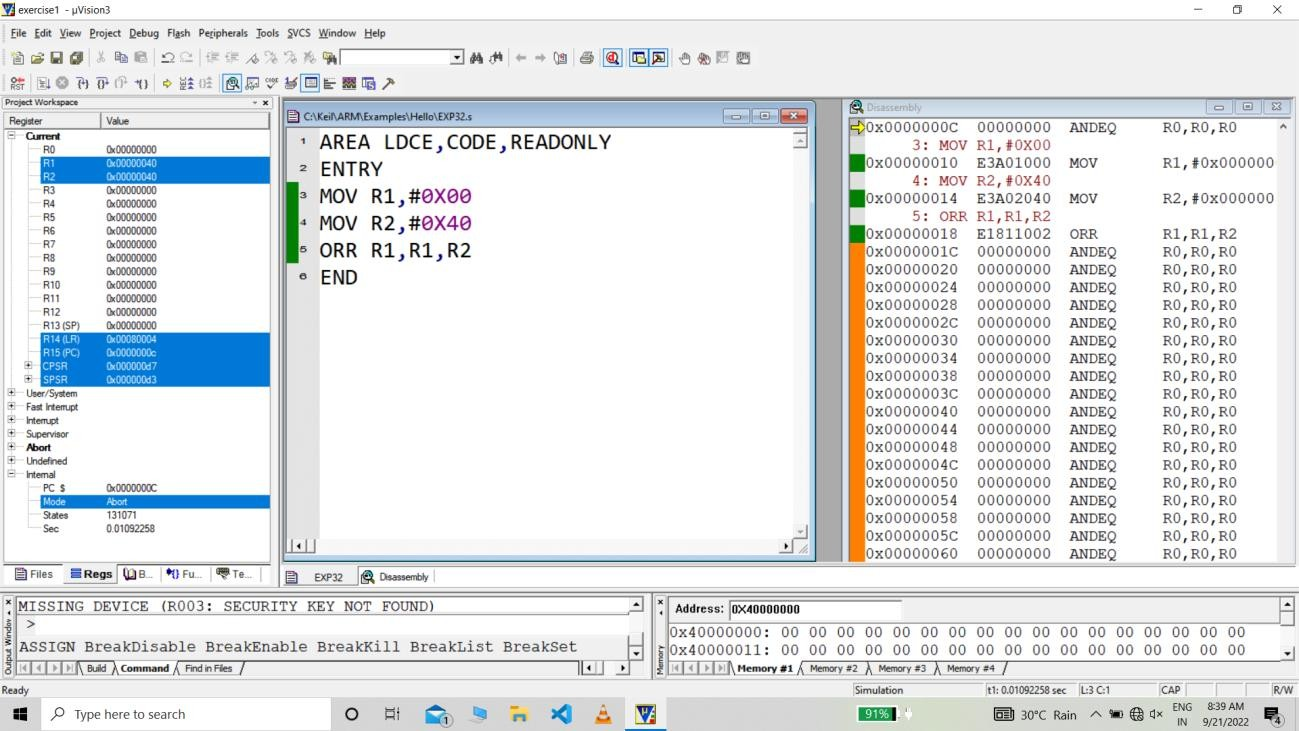 exercise1 - µVision3
File Edit View Project Debug Flash Peripherals Tools SVCS Window Help
Project Workspace
Register Value
Current
R0 0x00000000
R1 0x00000040
R2 0x00000040
R3 0x00000000
R4 0x00000000
R5 0x00000000
R6 0x00000000
R7 0x00000000
R8 0x00000000
R9 0x00000000
R10 0x00000000
R11 0x00000000
R12 0x00000000
R13 (SP) 0x00000000
R14 (LR) 0x00080004
R15 (PC) 0x0000000c
CPSR 0x000000d7
SPSR 0x000000d3
User/System
Fast Interrupt
Interrupt
Supervisor
Abort
Undefined
Internal
PC $ 0x0000000C
Mode Abort
States 131071
Sec 0.01092258
Files Regs B... Fu... Te...
C:\Keil\ARM\Examples\Hello\EXP32.s
1 AREA LDCE,CODE,READONLY
2 ENTRY
3 MOV R1,#0X00
4 MOV R2,#0X40
5 ORR R1,R1,R2
6 END
EXP32 Disassembly
Disassembly
0x0000000C 00000000 ANDEQ R0,R0,R0
3: MOV R1,#0X00
0x00000010 E3A01000 MOV R1,#0x000000
4: MOV R2,#0X40
0x00000014 E3A02040 MOV R2,#0x000000
5: ORR R1,R1,R2
0x00000018 E1811002 ORR R1,R1,R2
0x0000001C 00000000 ANDEQ R0,R0,R0
0x00000020 00000000 ANDEQ R0,R0,R0
0x00000024 00000000 ANDEQ R0,R0,R0
0x00000028 00000000 ANDEQ R0,R0,R0
0x0000002C 00000000 ANDEQ R0,R0,R0
0x00000030 00000000 ANDEQ R0,R0,R0
0x00000034 00000000 ANDEQ R0,R0,R0
0x00000038 00000000 ANDEQ R0,R0,R0
0x0000003C 00000000 ANDEQ R0,R0,R0
0x00000040 00000000 ANDEQ R0,R0,R0
0x00000044 00000000 ANDEQ R0,R0,R0
0x00000048 00000000 ANDEQ R0,R0,R0
0x0000004C 00000000 ANDEQ R0,R0,R0
0x00000050 00000000 ANDEQ R0,R0,R0
0x00000054 00000000 ANDEQ R0,R0,R0
0x00000058 00000000 ANDEQ R0,R0,R0
0x0000005C 00000000 ANDEQ R0,R0,R0
0x00000060 00000000 ANDEQ R0,R0,R0
Output Window
MISSING DEVICE (R003: SECURITY KEY NOT FOUND)
>
ASSIGN BreakDisable BreakEnable BreakKill BreakList BreakSet
Build Command Find in Files
Memory
Address: 0X40000000
0x40000000: 00 00 00 00 00 00 00 00 00 00 00 00 00 00 00 00 00
0x40000011: 00 00 00 00 00 00 00 00 00 00 00 00 00 00 00 00 00
Memory #1 Memory #2 Memory #3 Memory #4
Ready Simulation t1: 0.01092258 sec L:3 C:1 CAP R/W
Type here to search
1
91%
30°C Rain
ENG
IN
8:39 AM
9/21/2022
4